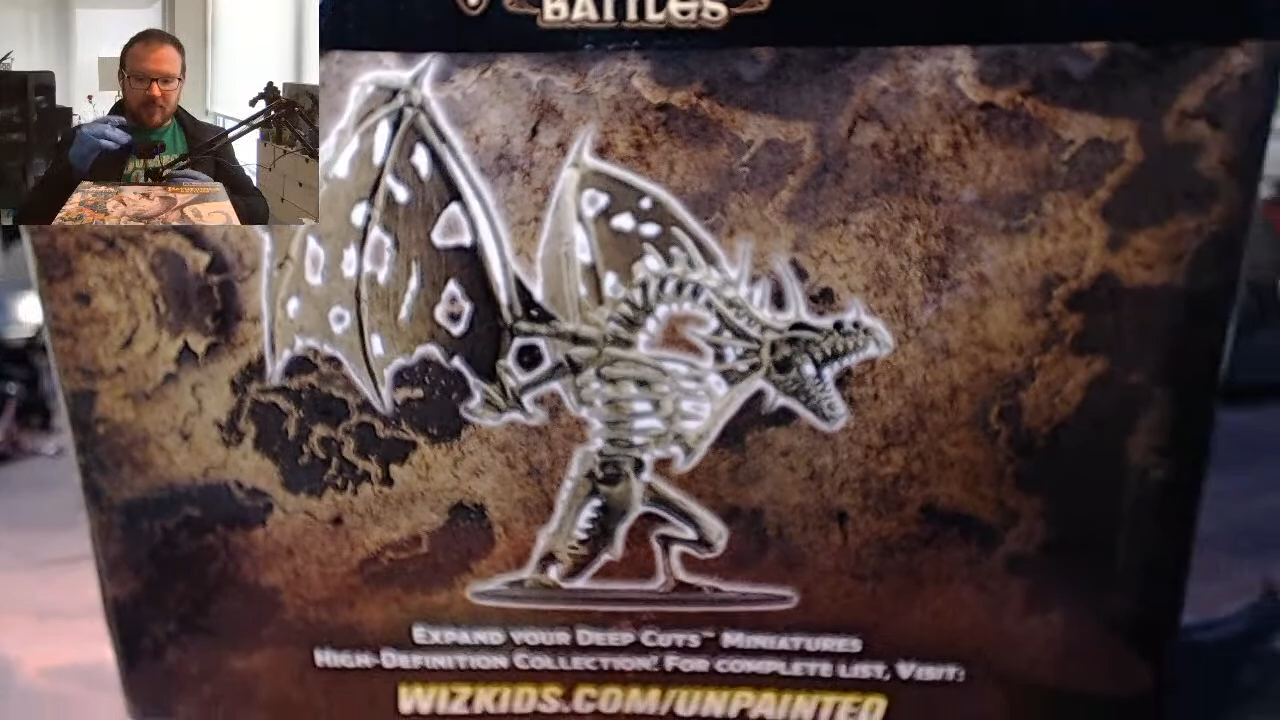 BATTLES
EXPAND YOUR DEEP CUTS™ MINIATURES
HIGH-DEFINITION COLLECTION! FOR COMPLETE LIST, VISIT:
WIZKIDS.COM/UNPAINTED